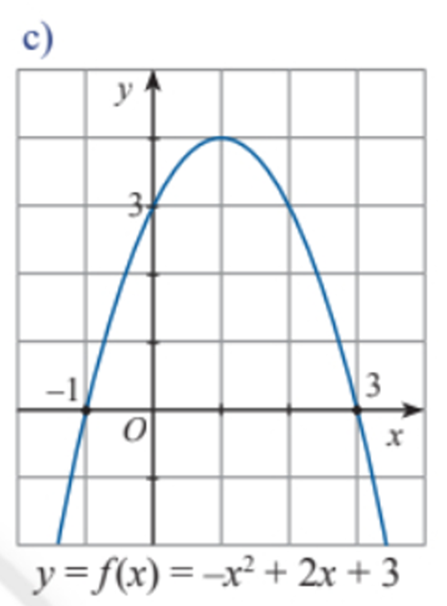 c)
y
3
−1
3
O
x
y = f(x) = −x² + 2x + 3